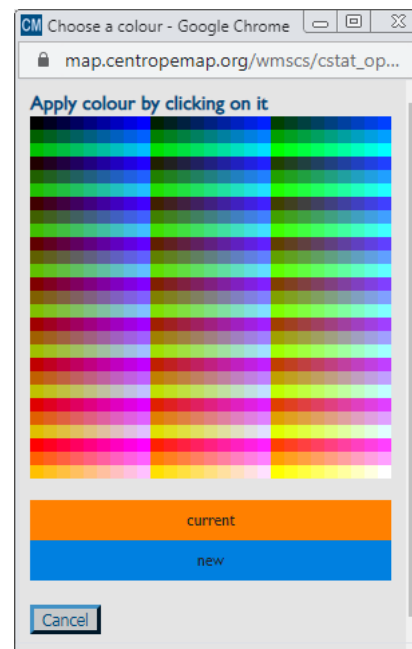 CM Choose a colour - Google Chrome
map.centropemap.org/wmscs/cstat_op...
Apply colour by clicking on it
current
new
Cancel